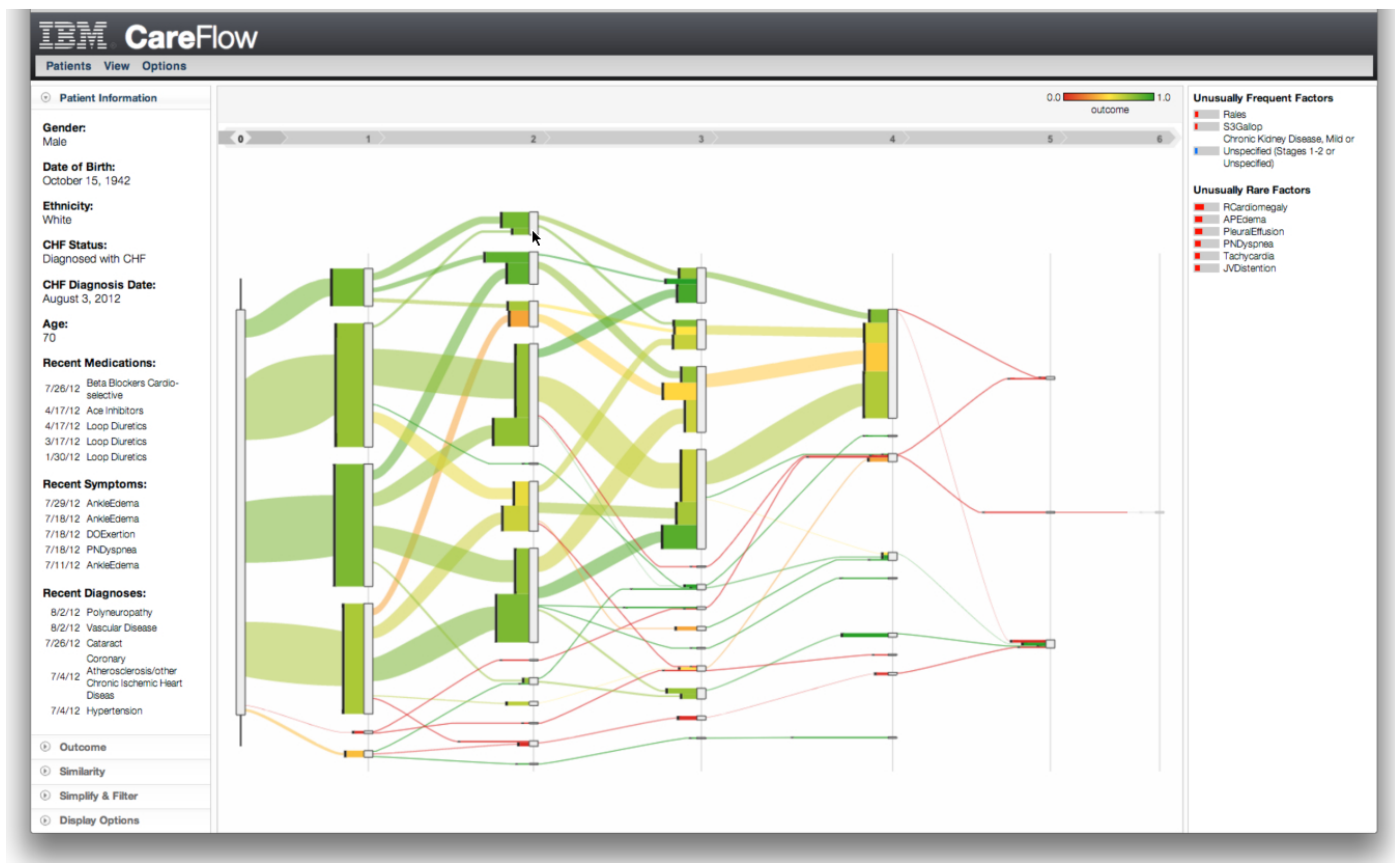 IBM CareFlow
Patients View Options
Patient Information
Gender:
Male
Date of Birth:
October 15, 1942
Ethnicity:
White
CHF Status:
Diagnosed with CHF
CHF Diagnosis Date:
August 3, 2012
Age:
70
Recent Medications:
7/26/12 Beta Blockers Cardio-
selective
4/17/12 Ace Inhibitors
4/17/12 Loop Diuretics
3/17/12 Loop Diuretics
1/30/12 Loop Diuretics
Recent Symptoms:
7/29/12 AnkleEdema
7/18/12 AnkleEdema
7/18/12 DOExertion
7/18/12 PNDyspnea
7/11/12 AnkleEdema
Recent Diagnoses:
8/2/12 Polyneuropathy
8/2/12 Vascular Disease
7/26/12 Cataract
7/4/12 Coronary
Atherosclerosis/other
Chronic Ischemic Heart
Diseas
7/4/12 Hypertension
Outcome
Similarity
Simplify & Filter
Display Options
0.0 1.0
outcome
0 1 2 3 4 5 6
Unusually Frequent Factors
Rales
S3Gallop
Chronic Kidney Disease, Mild or
Unspecified (Stages 1-2 or
Unspecified)
Unusually Rare Factors
RCardiomegaly
APEdema
PleuralEffusion
PNDyspnea
Tachycardia
JVDistention